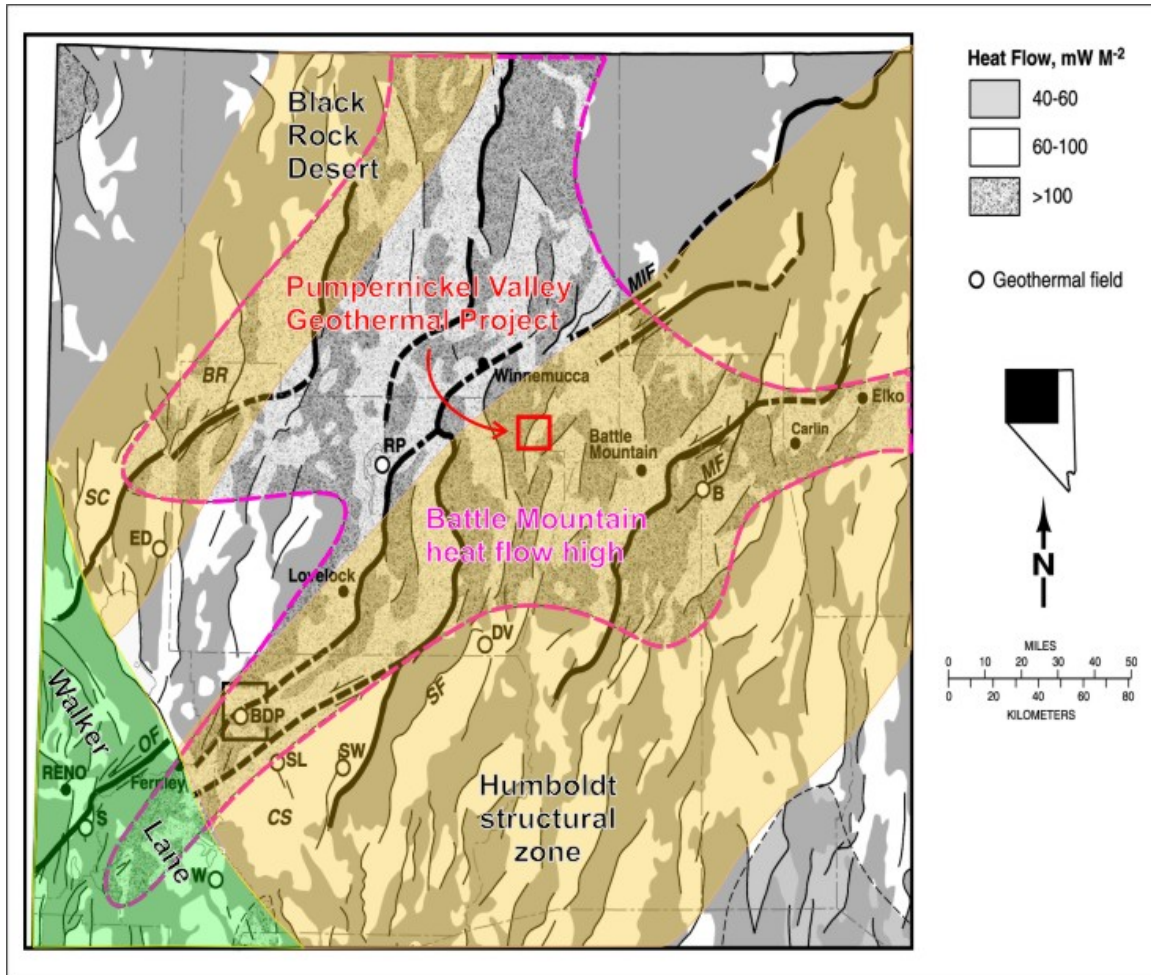 Black
Rock
Desert
Pumpernickel Valley
Geothermal Project
MIF
BR
Winnemucca
RP
Elko
Carlin
Battle
Mountain
MF
B
SC
ED
Battle Mountain
heat flow high
Lovelock
DV
SF
Walker
Lane
BDP
OF
RENO
Fernley
SL
SW
S
CS
W
Humboldt
structural
zone
Heat Flow, mW M-2
40-60
60-100
>100
Geothermal field
N
MILES
0 10 20 30 40 50
0 20 40 60 80
KILOMETERS